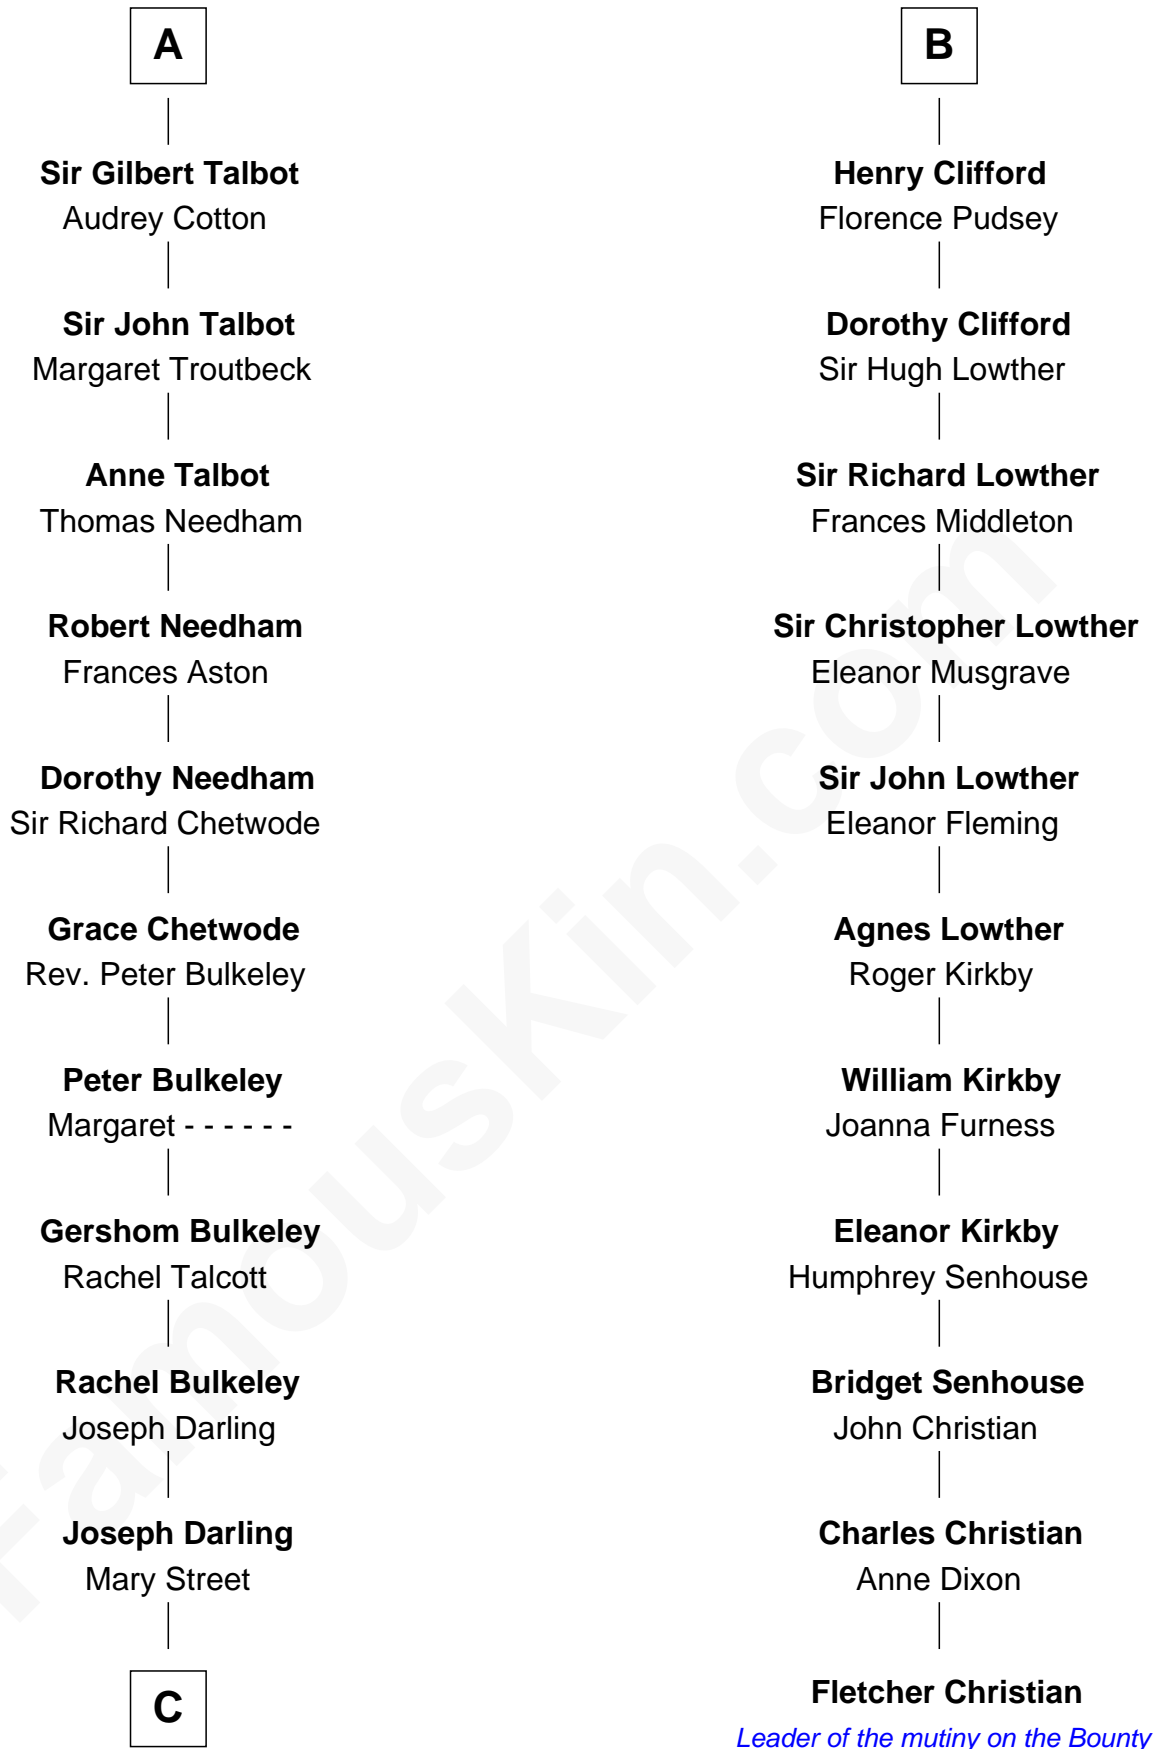 A
Sir Gilbert Talbot
Audrey Cotton
Sir John Talbot
Margaret Troutbeck
Anne Talbot
Thomas Needham
Robert Needham
Frances Aston
Dorothy Needham
Sir Richard Chetwode
Grace Chetwode
Rev. Peter Bulkeley
Peter Bulkeley
Margaret - - - - - -
Gershom Bulkeley
Rachel Talcott
Rachel Bulkeley
Joseph Darling
Joseph Darling
Mary Street
C
B
Henry Clifford
Florence Pudsey
Dorothy Clifford
Sir Hugh Lowther
Sir Richard Lowther
Frances Middleton
Sir Christopher Lowther
Eleanor Musgrave
Sir John Lowther
Eleanor Fleming
Agnes Lowther
Roger Kirkby
William Kirkby
Joanna Furness
Eleanor Kirkby
Humphrey Senhouse
Bridget Senhouse
John Christian
Charles Christian
Anne Dixon
Fletcher Christian
Leader of the mutiny on the Bounty
FamousKin.com